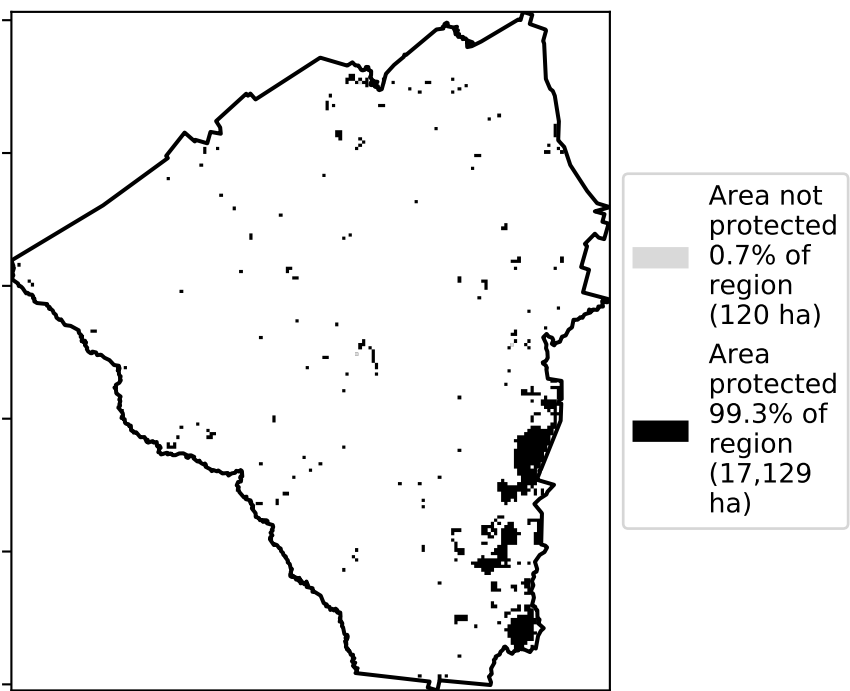 Area not
protected
0.7% of
region
(120 ha)
Area
protected
99.3% of
region
(17,129
ha)